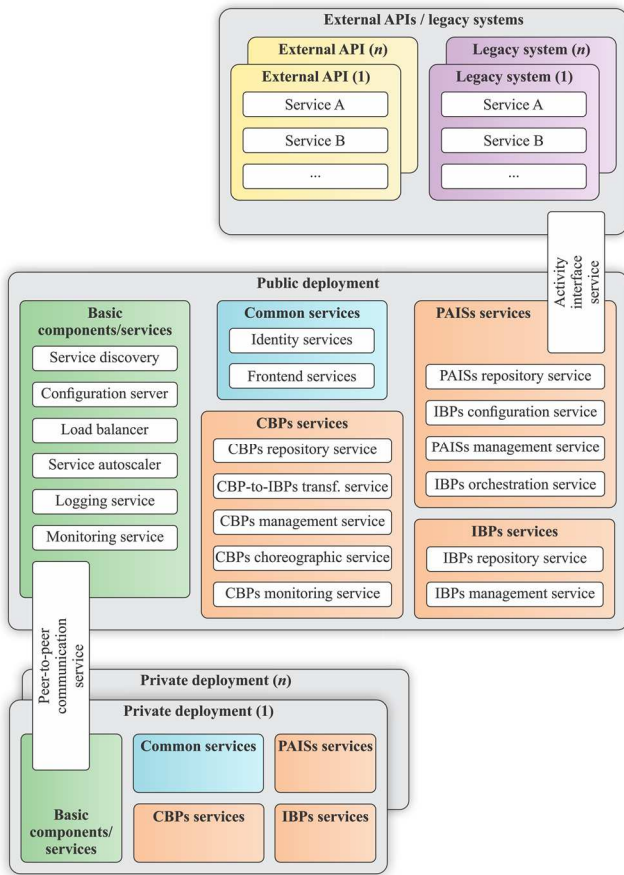 External APIs / legacy systems
External API (n)
Legacy system (n)
External API (1)
Legacy system (1)
Service A
Service A
Service B
Service B
...
...
Activity
interface
service
Public deployment
Basic
components/services
Service discovery
Configuration server
Load balancer
Service autoscaler
Logging service
Monitoring service
Common services
Identity services
Frontend services
CBPs services
CBPs repository service
CBP-to-IBPs transf. service
CBPs management service
CBPs choreographic service
CBPs monitoring service
PAISs services
PAISs repository service
IBPs configuration service
PAISs management service
IBPs orchestration service
IBPs services
IBPs repository service
IBPs management service
Peer-to-peer
communication
service
Private deployment (n)
Private deployment (1)
Basic
components/
services
Common services
PAISs services
CBPs services
IBPs services